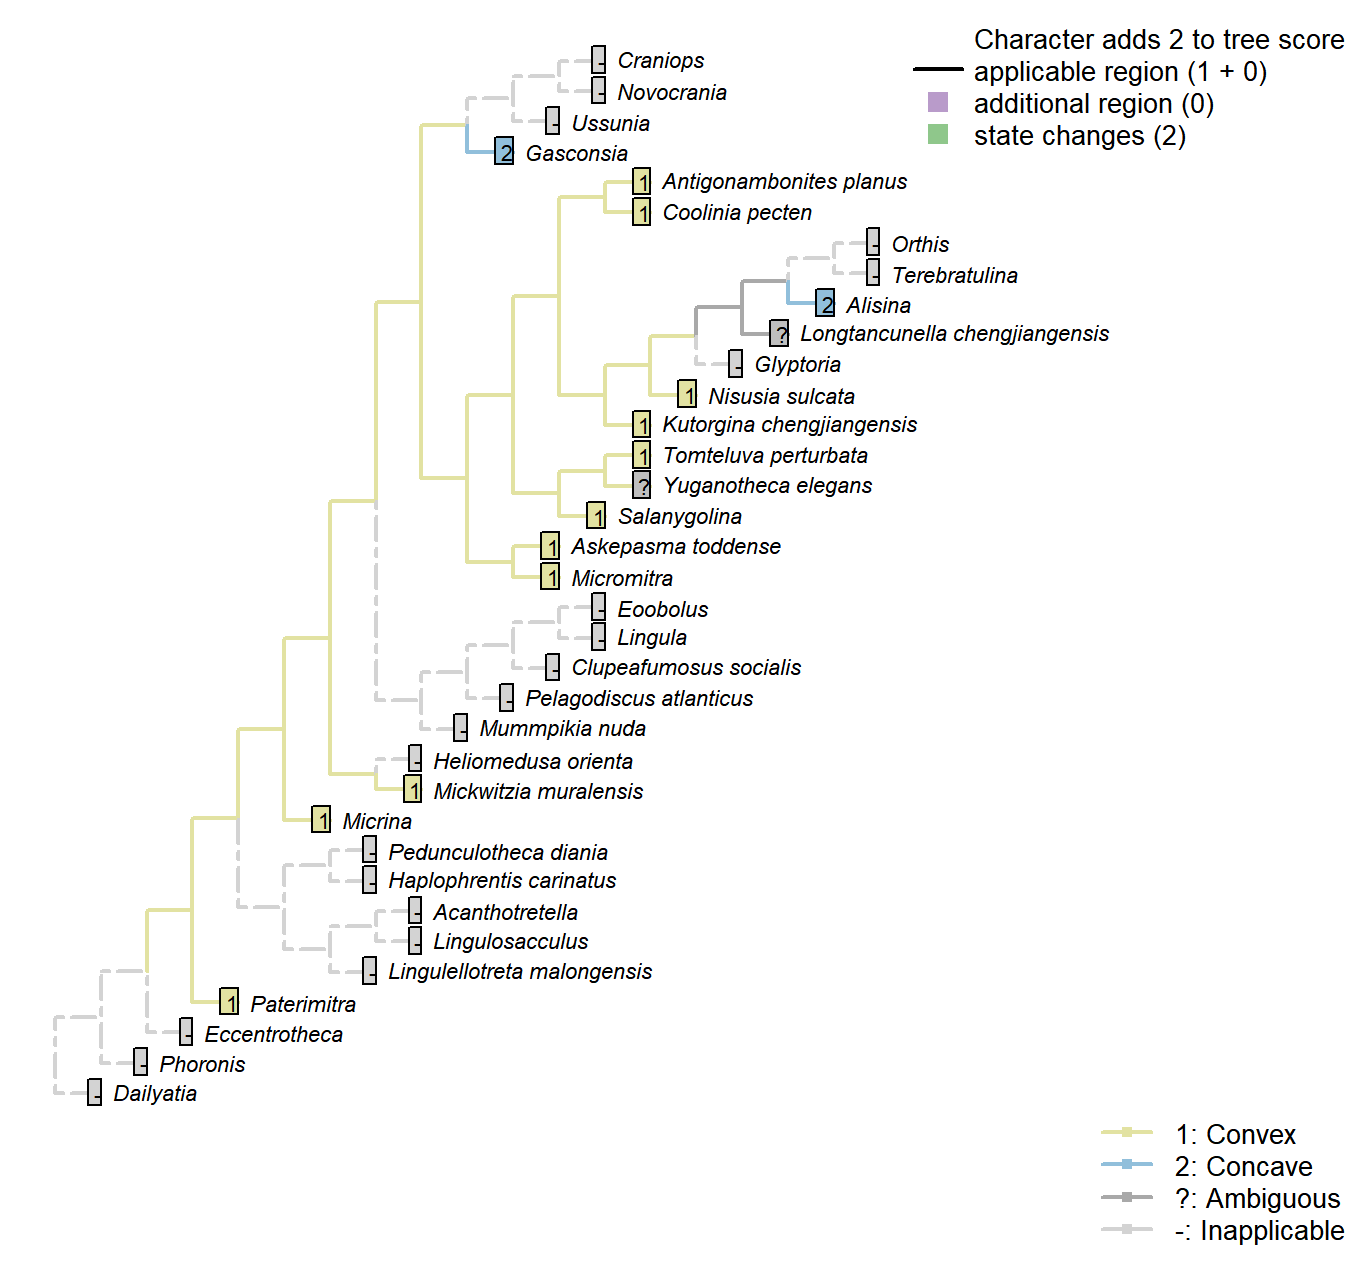 Character adds 2 to tree score
applicable region (1 + 0)
additional region (0)
state changes (2)
- Craniops
- Novocrania
- Ussunia
2 Gasconsia
1 Antigonambonites planus
1 Coolinia pecten
- Orthis
- Terebratulina
2 Alisina
? Longtancunella chengjiangensis
- Glyptoria
1 Nisusia sulcata
1 Kutorgina chengjiangensis
1 Tomteluva perturbata
? Yuganotheca elegans
1 Salanygolina
1 Askepasma toddense
1 Micromitra
- Eoobolus
- Lingula
- Clupeafumosus socialis
- Pelagodiscus atlanticus
- Mummpikia nuda
- Heliomedusa orienta
1 Mickwitzia muralensis
1 Micrina
- Pedunculotheca diania
- Haplophrentis carinatus
- Acanthotretella
- Lingulosacculus
- Lingulellotreta malongensis
1 Paterimitra
- Eccentrotheca
- Phoronis
- Dailyatia
1: Convex
2: Concave
?: Ambiguous
-: Inapplicable